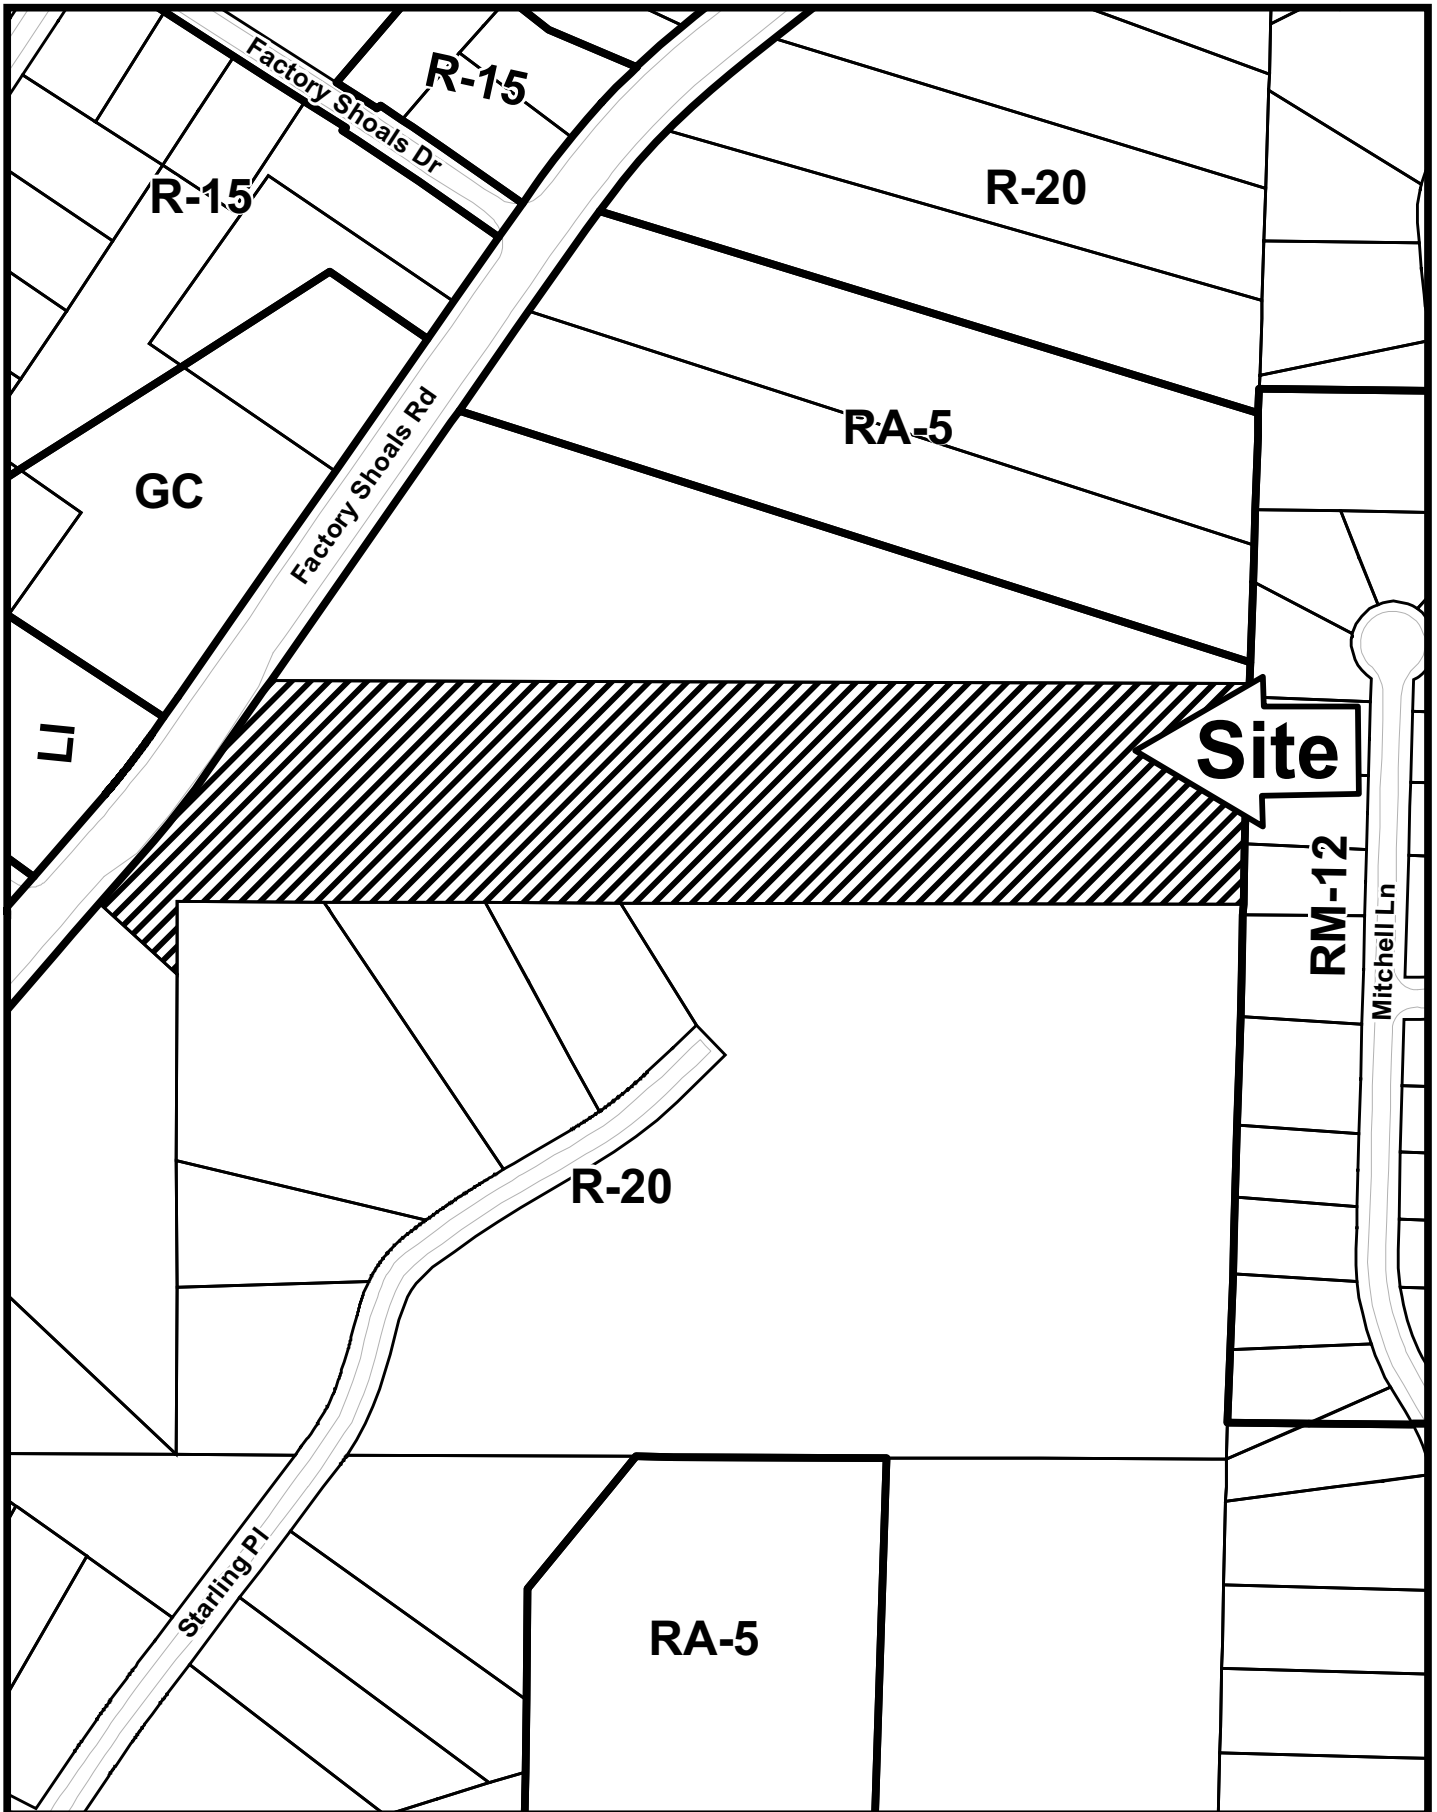 Factory Shoals Dr
R-15
R-15
R-20
RA-5
GC
Factory Shoals Rd
LI
Site
RM-12
Mitchell Ln
R-20
Starling Pl
RA-5